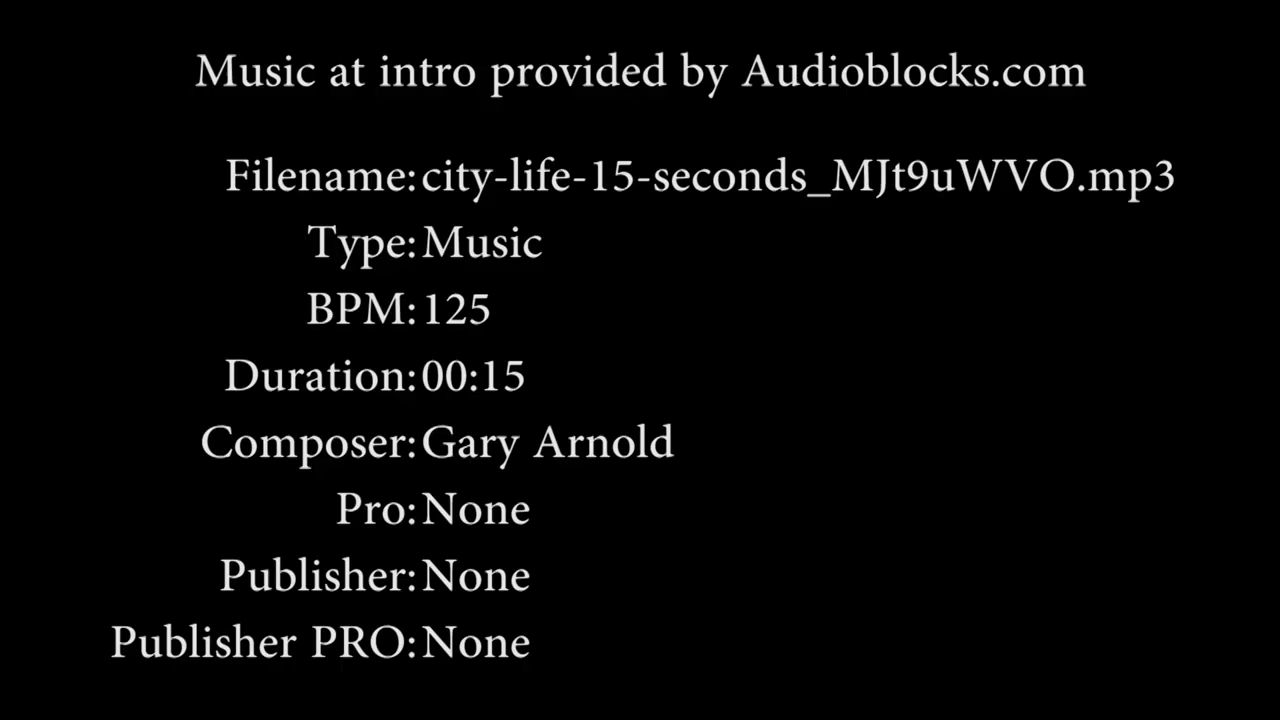 Music at intro provided by Audioblocks.com
Filename: city-life-15-seconds_MJt9uWVO.mp3
Type: Music
BPM: 125
Duration: 00:15
Composer: Gary Arnold
Pro: None
Publisher: None
Publisher PRO: None